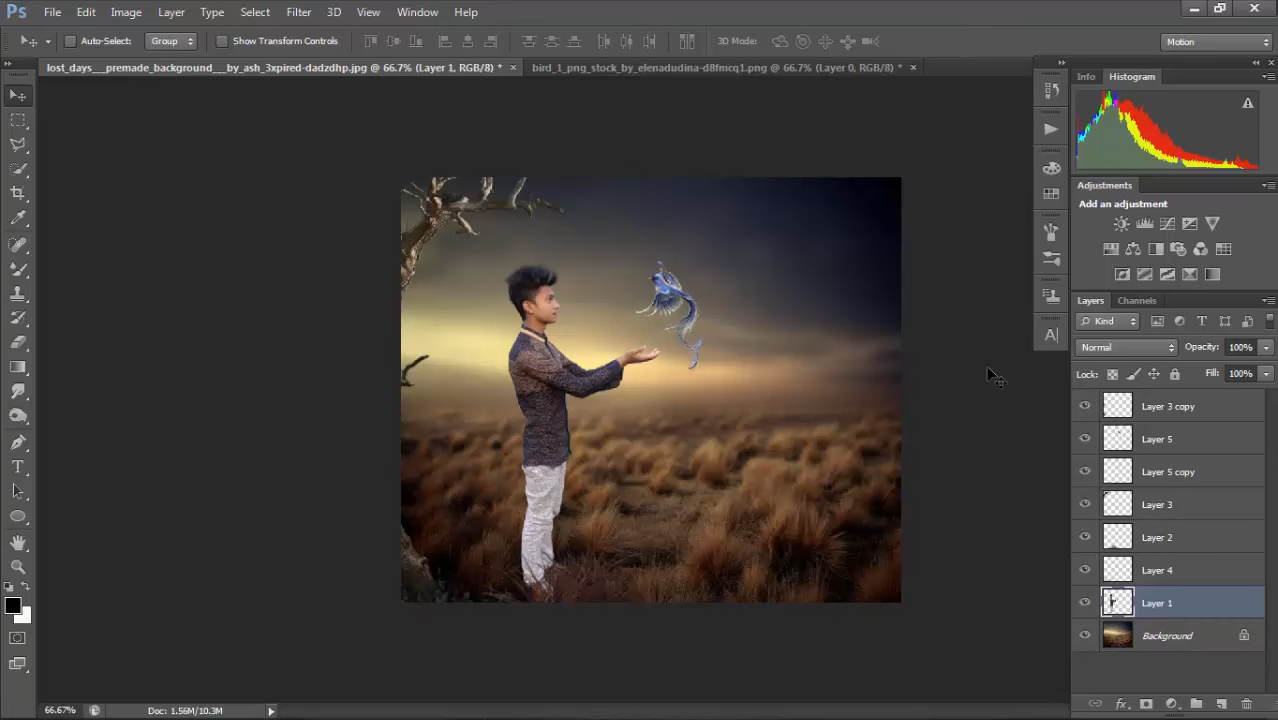 Ps File Edit Image Layer Type Select Filter 3D View Window Help
Auto-Select: Group Show Transform Controls 3D Mode: Motion
lost_days___premade_background___by_ash_3xpired-dadzdhp.jpg @ 66.7% (Layer 1, RGB/8) * × bird_1_png_stock_by_elenadudina-d8fmcq1.png @ 66.7% (Layer 0, RGB/8) * ×
Info Histogram
Adjustments
Add an adjustment
Layers Channels
Kind
Normal Opacity: 100%
Lock: Fill: 100%
Layer 3 copy
Layer 5
Layer 5 copy
Layer 3
Layer 2
Layer 4
Layer 1
Background
66.67% Doc: 1.56M/10.3M